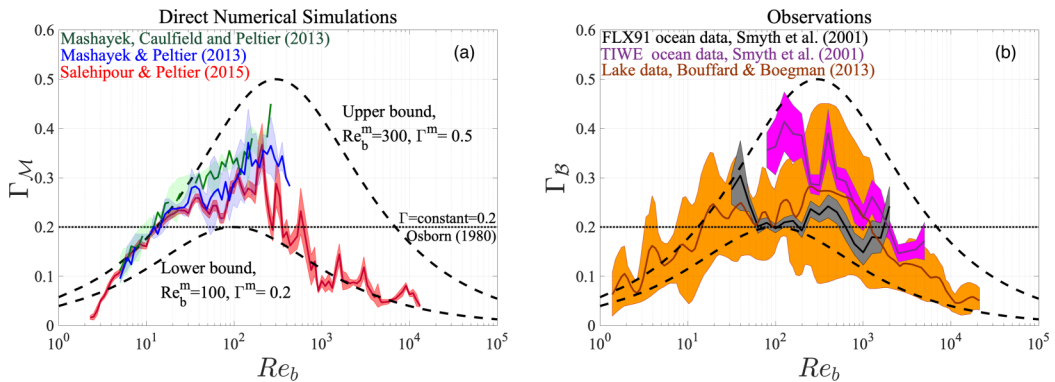 Direct Numerical Simulations
Mashayek, Caulfield and Peltier (2013)
Mashayek & Peltier (2013)
Salehipour & Peltier (2015)
(a)
Upper bound,
Re_b^m=300, Γ^m= 0.5
Γ=constant=0.2
Osborn (1980)
Lower bound,
Re_b^m=100, Γ^m= 0.2
Γ_ℳ
0.6
0.5
0.4
0.3
0.2
0.1
0
10^0
10^1
10^2
10^3
10^4
10^5
Re_b
Observations
FLX91 ocean data, Smyth et al. (2001)
TIWE ocean data, Smyth et al. (2001)
Lake data, Bouffard & Boegman (2013)
(b)
Γ_ℬ
0.6
0.5
0.4
0.3
0.2
0.1
0
10^0
10^1
10^2
10^3
10^4
10^5
Re_b